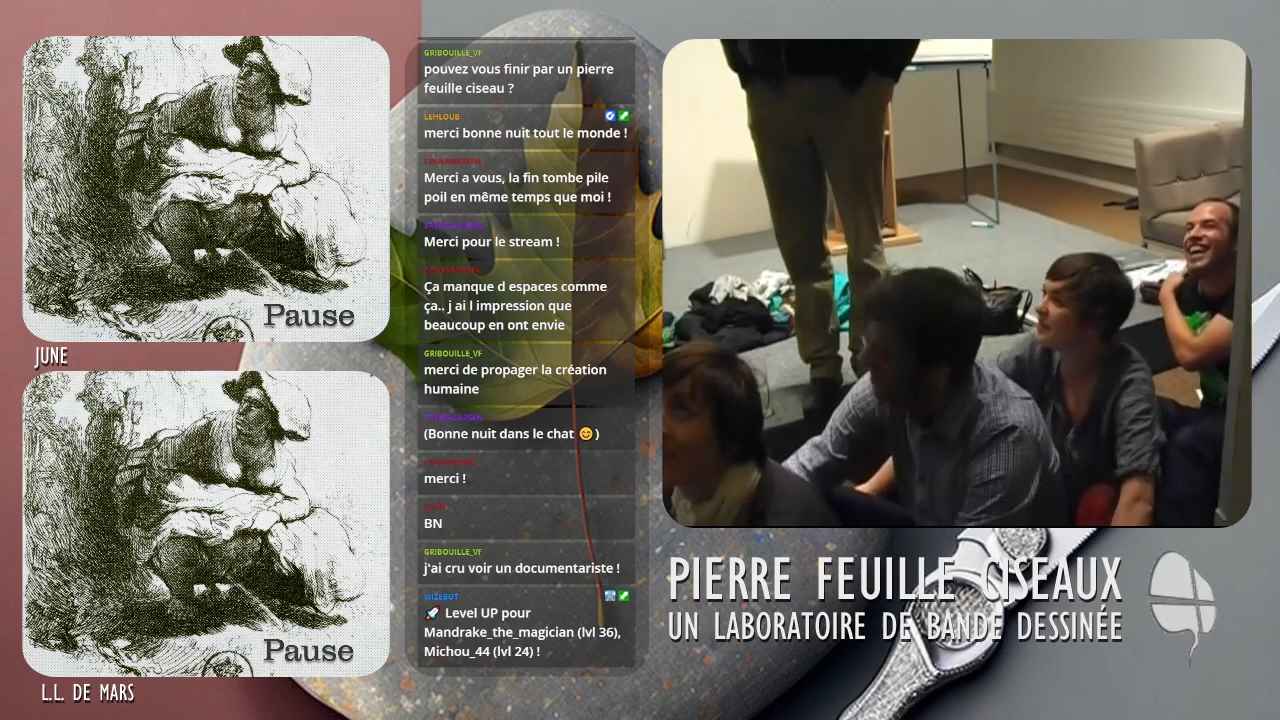 Pause
JUNE
Pause
L.L. DE MARS
GRIBOUILLE_VF
pouvez vous finir par un pierre
feuille ciseau ?
LEHLOUB
merci bonne nuit tout le monde !
Merci a vous, la fin tombe pile
poil en même temps que moi !
Merci pour le stream !
Ça manque d espaces comme
ça.. j ai l impression que
beaucoup en ont envie
GRIBOUILLE_VF
merci de propager la création
humaine
(Bonne nuit dans le chat 😊 )
merci !
BN
GRIBOUILLE_VF
j'ai cru voir un documentariste !
WIZEBOT
🚀 Level UP pour
Mandrake_the_magician (lvl 36),
Michou_44 (lvl 24) !
PIERRE FEUILLE CISEAUX
UN LABORATOIRE DE BANDE DESSINÉE